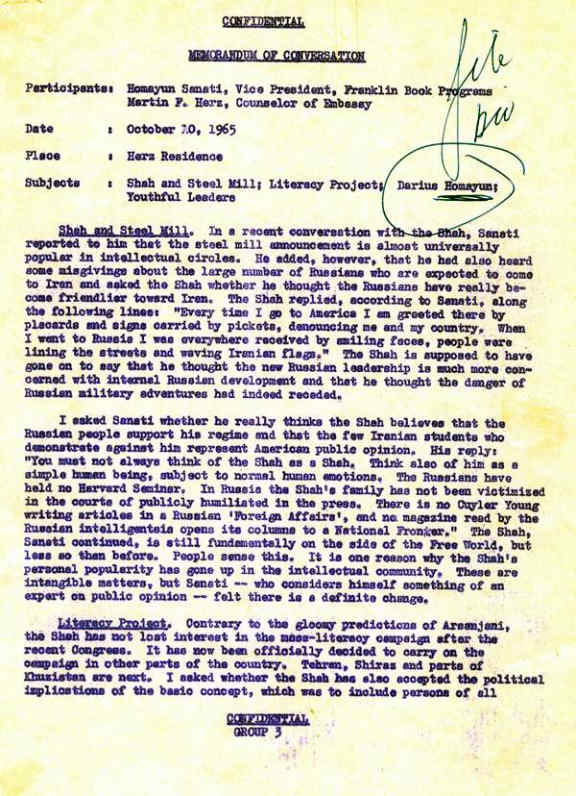 CONFIDENTIAL
MEMORANDUM OF CONVERSATION
Participants: Homayun Sanati, Vice President, Franklin Book Programs
Martin F. Herz, Counselor of Embassy
Date : October 20, 1965
Place : Herz Residence
Subjects : Shah and Steel Mill; Literacy Project; Darius Homayun;
Youthful Leaders
Shah and Steel Mill. In a recent conversation with the Shah, Sanati
reported to him that the steel mill announcement is almost universally
popular in intellectual circles. He added, however, that he had also heard
some misgivings about the large number of Russians who are expected to come
to Iran and asked the Shah whether he thought the Russians have really be-
come friendlier toward Iran. The Shah replied, according to Sanati, along
the following lines: "Every time I go to America I am greeted there by
placards and signs carried by pickets, denouncing me and my country. When
I went to Russia I was everywhere received by smiling faces, people were
lining the streets and waving Iranian flags." The Shah is supposed to have
gone on to say that he thought the new Russian leadership is much more con-
cerned with internal Russian development and that he thought the danger of
Russian military adventures had indeed receded.
I asked Sanati whether he really thinks the Shah believes that the
Russian people support his regime and that the few Iranian students who
demonstrate against him represent American public opinion. His reply:
"You must not always think of the Shah as a Shah. Think also of him as a
simple human being, subject to normal human emotions. The Russians have
held no Harvard Seminar. In Russia the Shah's family has not been victimized
in the courts of publicly humiliated in the press. There is no Cuyler Young
writing articles in a Russian 'Foreign Affairs', and no magazine read by the
Russian intelligentsia opens its columns to a National Fronker." The Shah,
Sanati continued, is still fundamentally on the side of the Free World, but
less so than before. People sense this. It is one reason why the Shah's
personal popularity has gone up in the intellectual community. These are
intangible matters, but Sanati -- who considers himself something of an
expert on public opinion -- felt there is a definite change.
Literacy Project. Contrary to the gloomy predictions of Arsanjani,
the Shah has not lost interest in the mass-literacy campaign after the
recent Congress. It has now been officially decided to carry on the
campaign in other parts of the country. Tehran, Shiraz and parts of
Khuzistan are next. I asked whether the Shah has also accepted the political
implications of the basic concept, which was to include persons of all
CONFIDENTIAL
GROUP 3